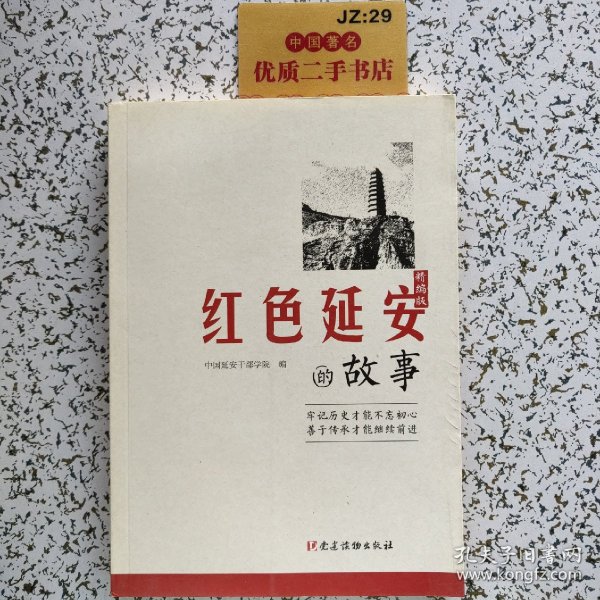 JZ:29
中国著名
优质二手书店
精编版
红色延安
的故事
中国延安干部学院 编
牢记历史才能不忘初心
善于传承才能继续前进
党建读物出版社
孔夫子旧书网
www.kongfz.com